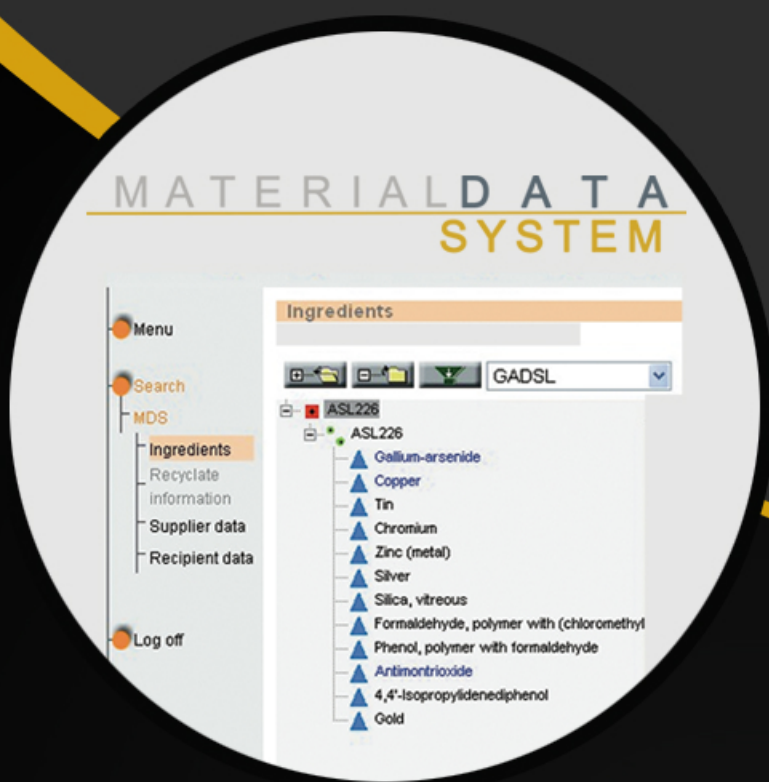 MATERIALDATA
SYSTEM
Menu
Search
MDS
Ingredients
Recyclate
information
Supplier data
Recipient data
Log off
Ingredients
GADSL
ASL226
ASL226
Gallium-arsenide
Copper
Tin
Chromium
Zinc (metal)
Silver
Silica, vitreous
Formaldehyde, polymer with (chloromethyl
Phenol, polymer with formaldehyde
Antimontrioxide
4,4'-Isopropylidenediphenol
Gold